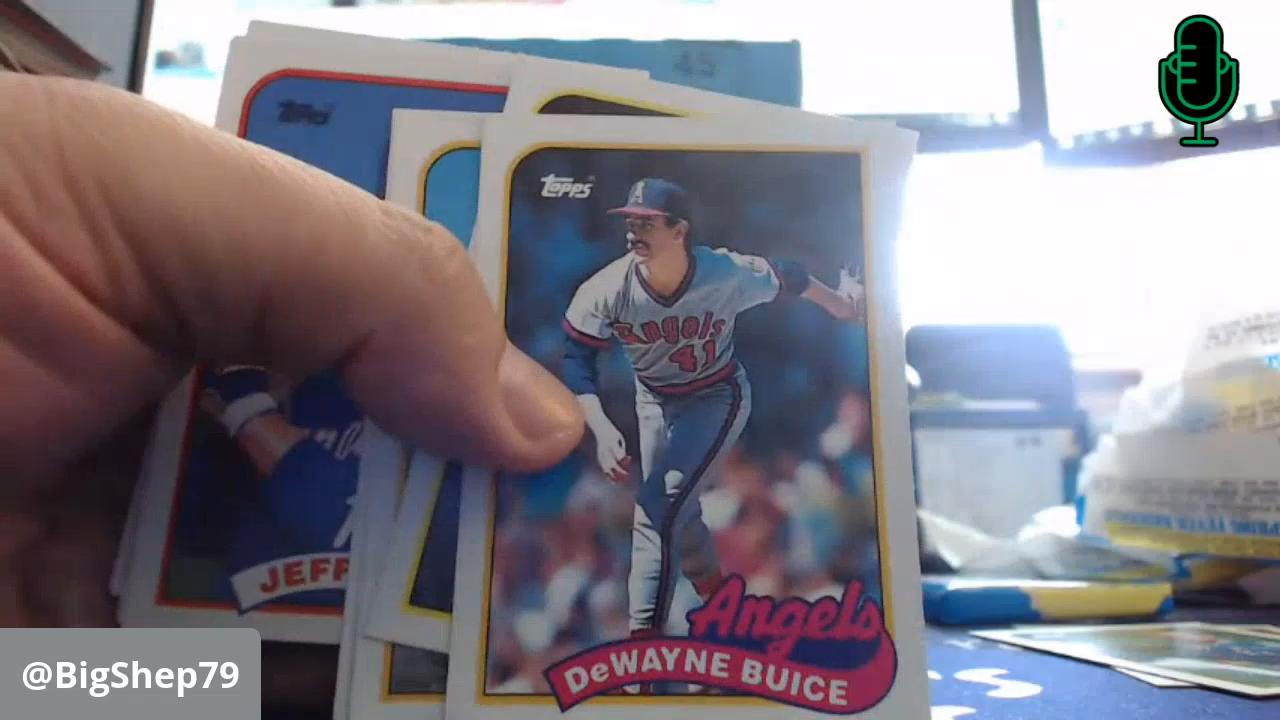 45
Topps
Topps
Angels
41
JEFF
Angels
DeWAYNE BUICE
@BigShep79